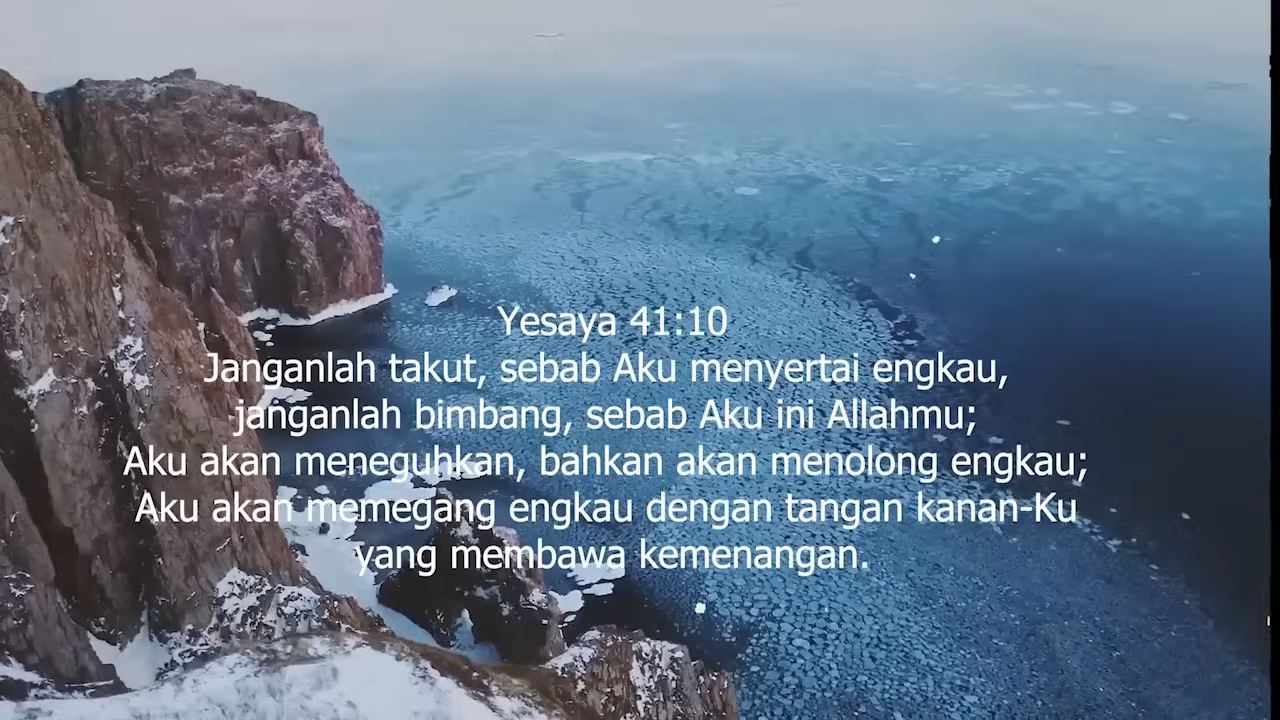 Yesaya 41:10
Janganlah takut, sebab Aku menyertai engkau,
janganlah bimbang, sebab Aku ini Allahmu;
Aku akan meneguhkan, bahkan akan menolong engkau;
Aku akan memegang engkau dengan tangan kanan-Ku
yang membawa kemenangan.